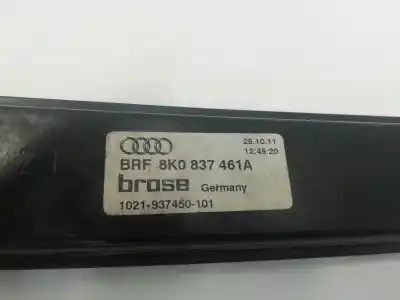 25.10.11
12:48:20
BRF 8K0 837 461A
brose Germany
1021-937450-101